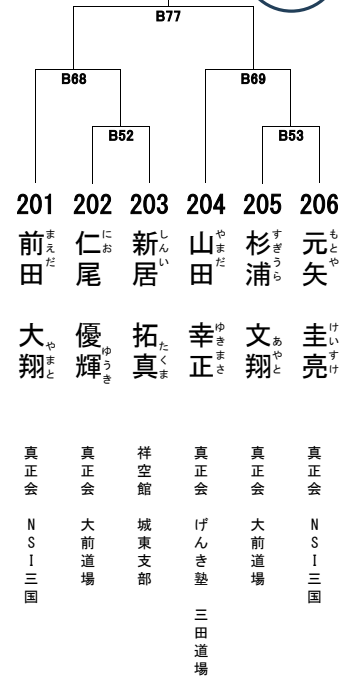 B77
B68
B69
B52
B53
201
202
203
204
205
206
前田 大翔
まえだ やまと
真正会 NSI三国
仁尾 優輝
にお ゆうき
真正会 大前道場
新居 拓真
しんい たくま
祥空館 城東支部
山田 幸正
やまだ ゆきまさ
真正会 げんき塾 三田道場
杉浦 文翔
すぎうら あやと
真正会 大前道場
元矢 圭亮
もとや けいすけ
真正会 NSI三国